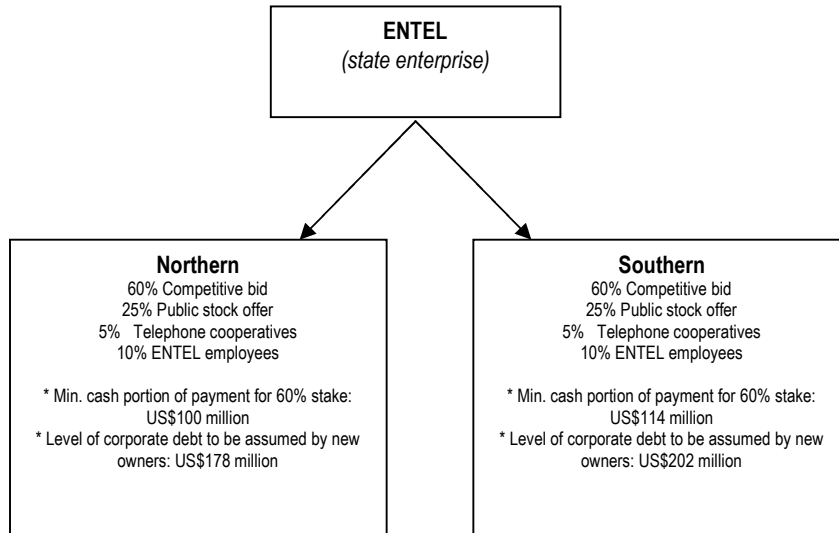 ENTEL
(state enterprise)
Northern
60% Competitive bid
25% Public stock offer
5% Telephone cooperatives
10% ENTEL employees
* Min. cash portion of payment for 60% stake:
US$100 million
* Level of corporate debt to be assumed by new
owners: US$178 million
Southern
60% Competitive bid
25% Public stock offer
5% Telephone cooperatives
10% ENTEL employees
* Min. cash portion of payment for 60% stake:
US$114 million
* Level of corporate debt to be assumed by new
owners: US$202 million